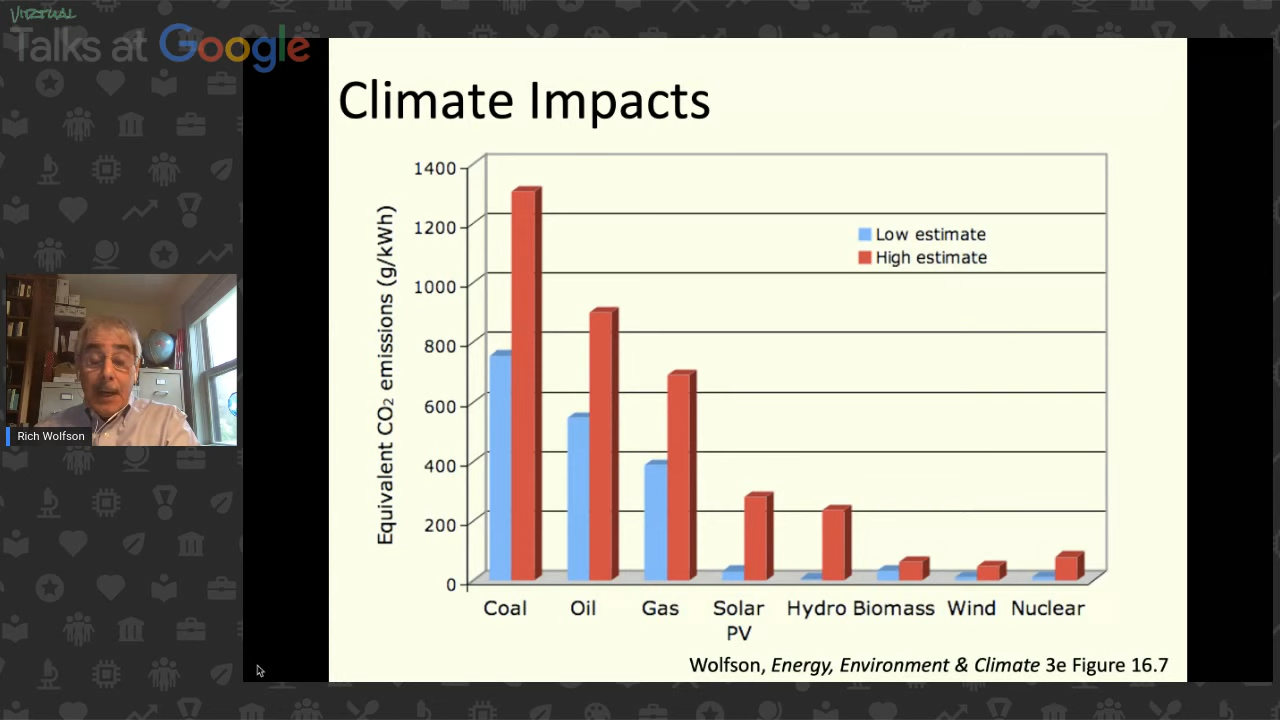 VIRTUAL
Talks at Google
Climate Impacts
1400
1200
1000
800
600
400
200
0
Equivalent CO₂ emissions (g/kWh)
Low estimate
High estimate
Coal Oil Gas Solar PV Hydro Biomass Wind Nuclear
Wolfson, Energy, Environment & Climate 3e Figure 16.7
Rich Wolfson